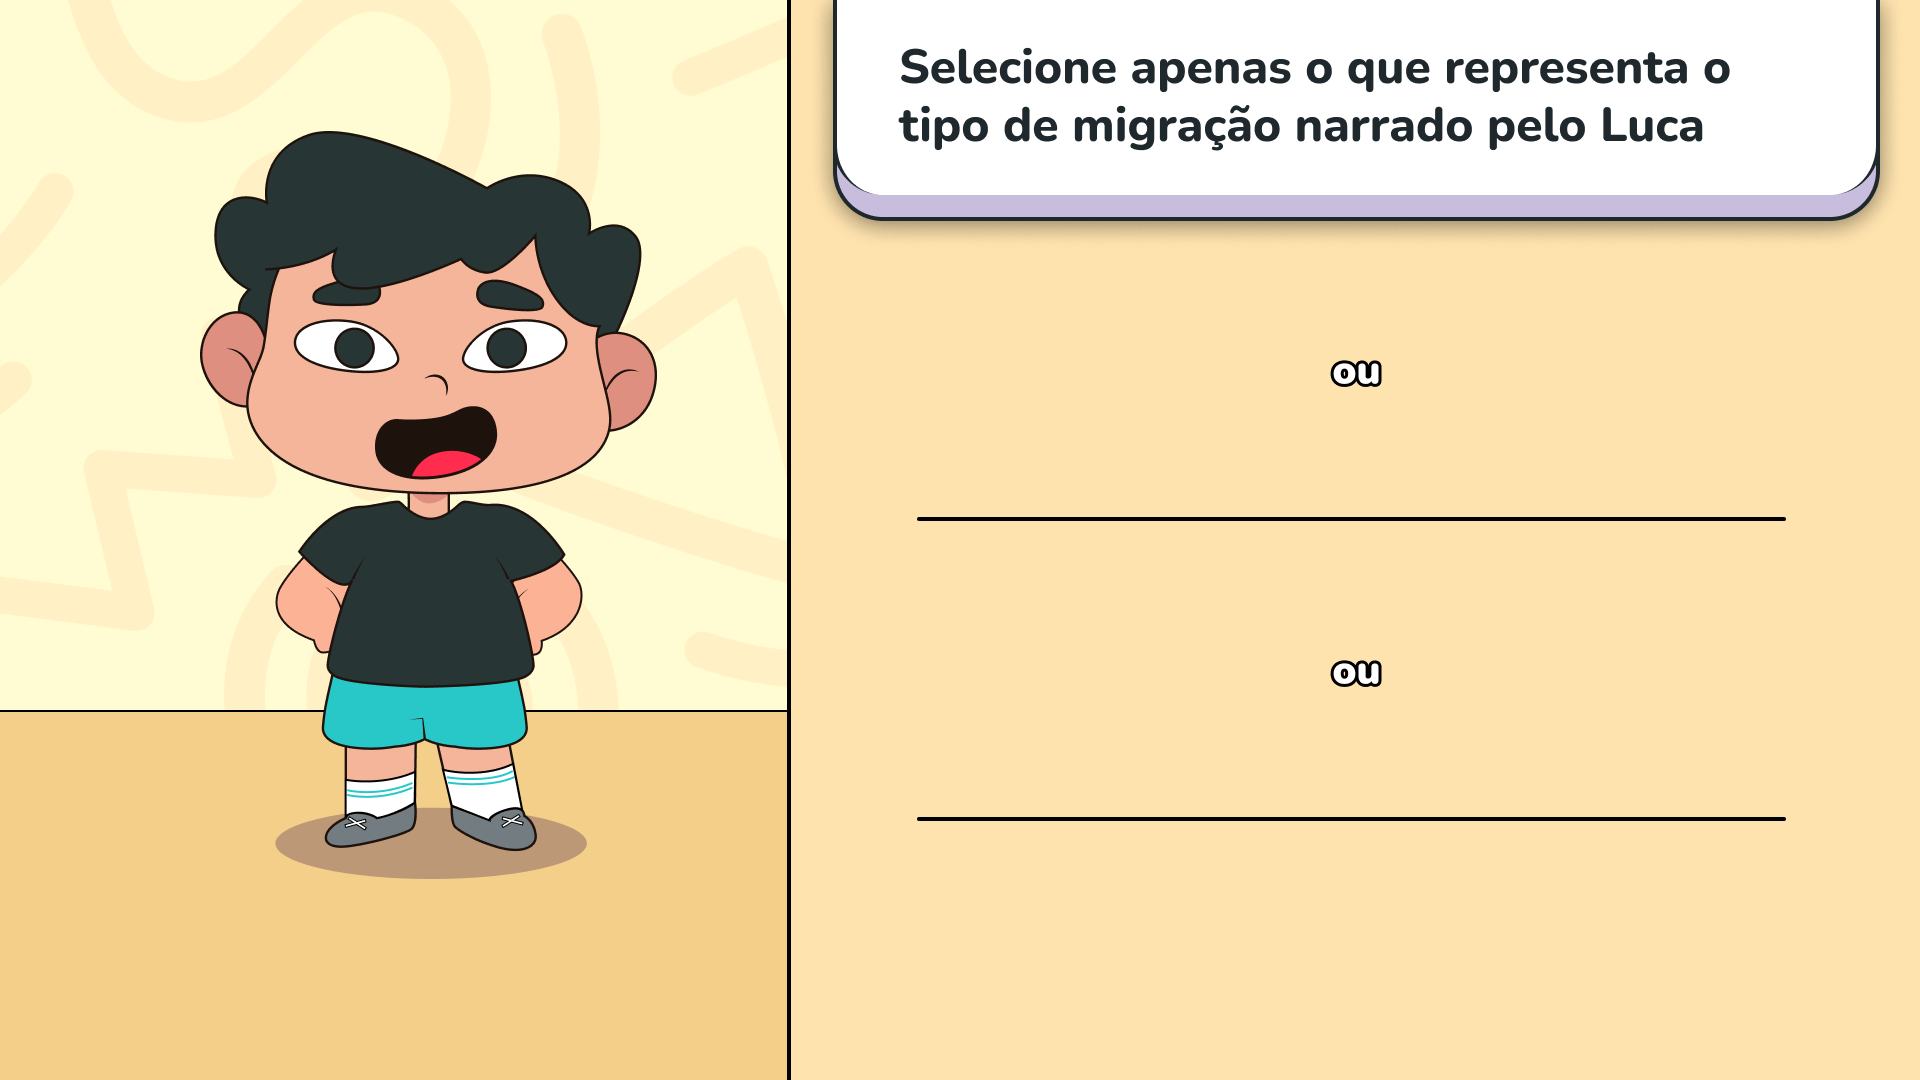 Selecione apenas o que representa o
tipo de migração narrado pelo Luca
ou
ou